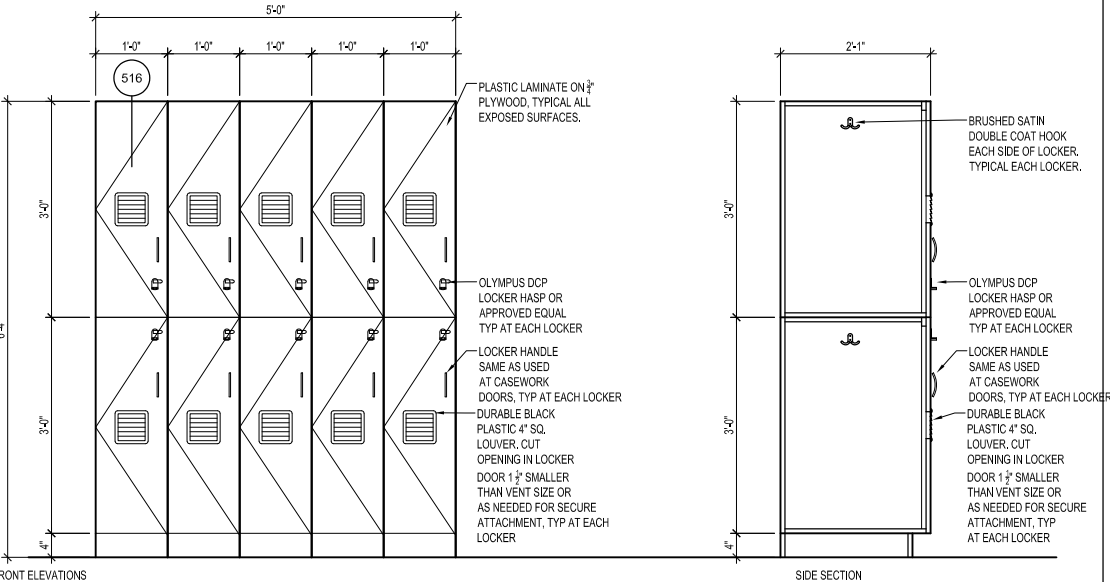 5'-0"
1'-0" 1'-0" 1'-0" 1'-0" 1'-0"
516
PLASTIC LAMINATE ON 3/4"
PLYWOOD, TYPICAL ALL
EXPOSED SURFACES.
3'-0"
OLYMPUS DCP
LOCKER HASP OR
APPROVED EQUAL
TYP AT EACH LOCKER
LOCKER HANDLE
SAME AS USED
AT CASEWORK
DOORS, TYP AT EACH LOCKER
3'-0"
DURABLE BLACK
PLASTIC 4" SQ.
LOUVER. CUT
OPENING IN LOCKER
DOOR 1 1/2" SMALLER
THAN VENT SIZE OR
AS NEEDED FOR SECURE
ATTACHMENT, TYP AT EACH
LOCKER
4"
RONT ELEVATIONS
2'-1"
BRUSHED SATIN
DOUBLE COAT HOOK
EACH SIDE OF LOCKER.
TYPICAL EACH LOCKER.
3'-0"
OLYMPUS DCP
LOCKER HASP OR
APPROVED EQUAL
TYP AT EACH LOCKER
LOCKER HANDLE
SAME AS USED
AT CASEWORK
DOORS, TYP AT EACH LOCKER
3'-0"
DURABLE BLACK
PLASTIC 4" SQ.
LOUVER. CUT
OPENING IN LOCKER
DOOR 1 1/2" SMALLER
THAN VENT SIZE OR
AS NEEDED FOR SECURE
ATTACHMENT, TYP
AT EACH LOCKER
4"
SIDE SECTION